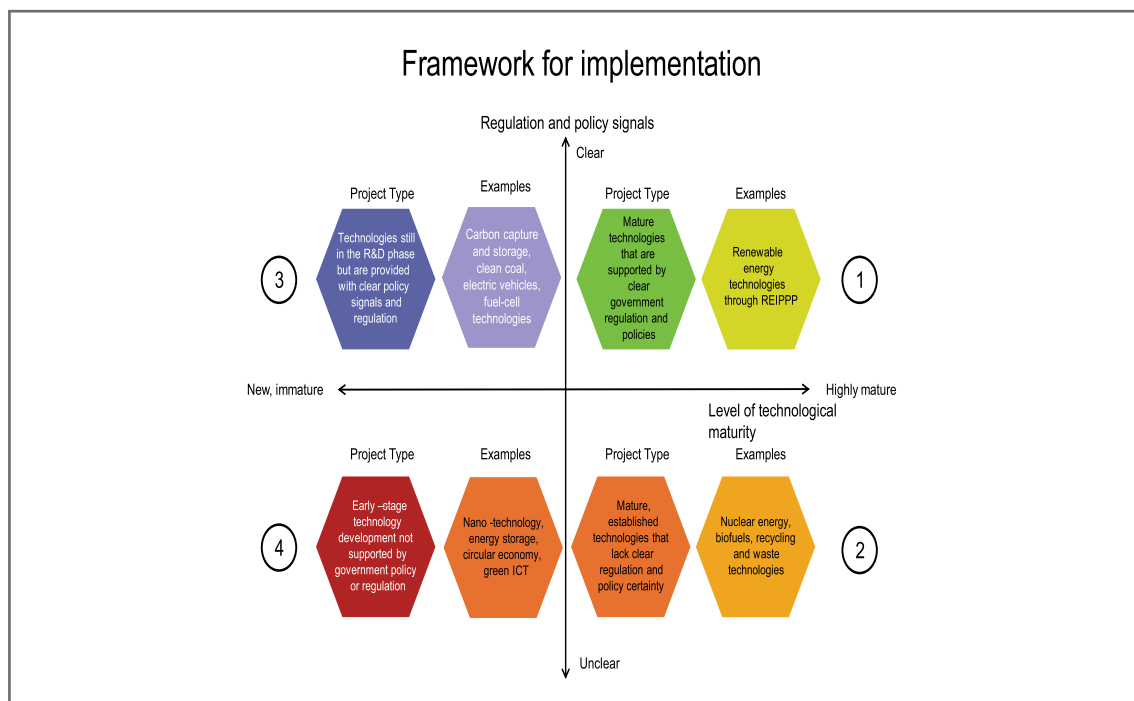 Framework for implementation
Regulation and policy signals
Clear
Project Type
Examples
Project Type
Examples
3
Technologies still
in the R&D phase
but are provided
with clear policy
signals and
regulation
Carbon capture
and storage,
clean coal,
electric vehicles,
fuel-cell
technologies
Mature
technologies
that are
supported by
clear
government
regulation and
policies
Renewable
energy
technologies
through REIPPP
1
New, immature
Highly mature
Level of technological
maturity
Project Type
Examples
Project Type
Examples
4
Early –stage
technology
development not
supported by
government policy
or regulation
Nano -technology,
energy storage,
circular economy,
green ICT
Mature,
established
technologies that
lack clear
regulation and
policy certainty
Nuclear energy,
biofuels, recycling
and waste
technologies
2
Unclear